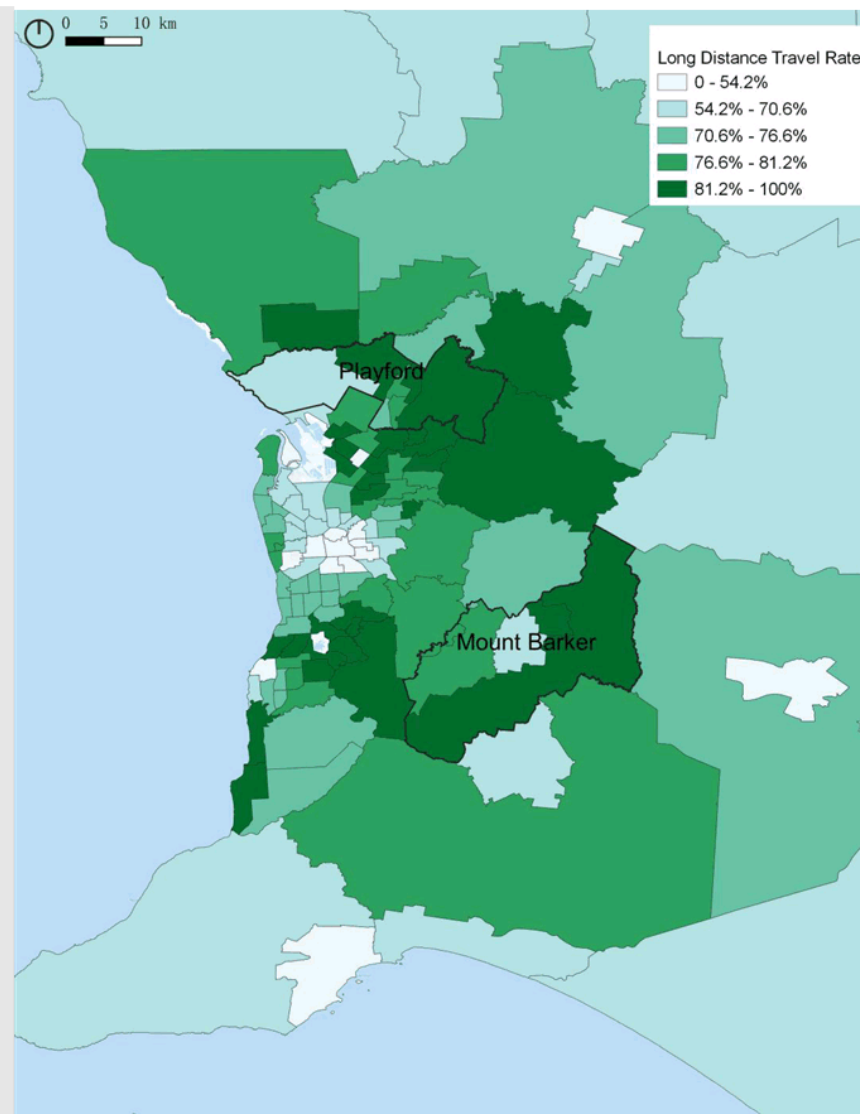 0 5 10 km
Long Distance Travel Rate
0 - 54.2%
54.2% - 70.6%
70.6% - 76.6%
76.6% - 81.2%
81.2% - 100%
Playford
Mount Barker